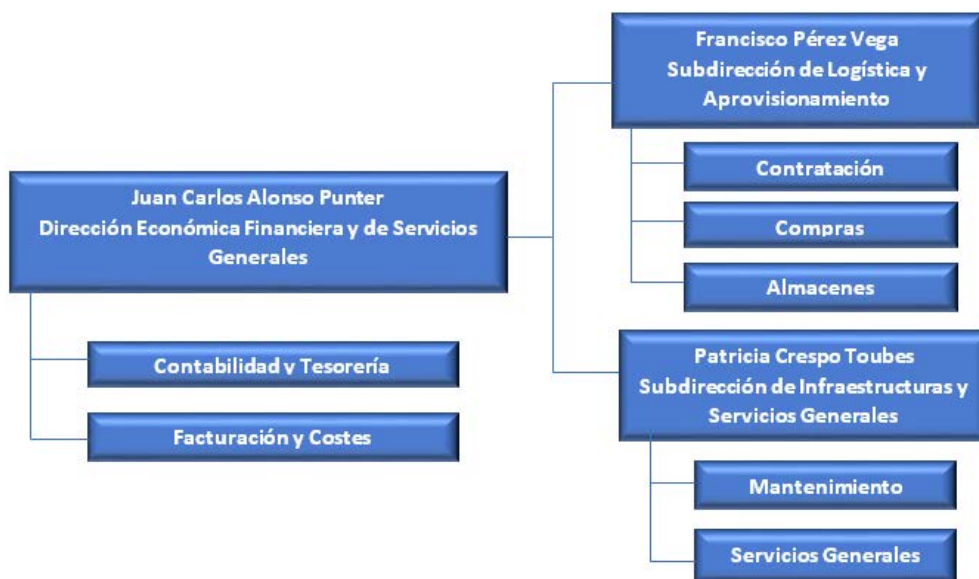 Francisco Pérez Vega
Subdirección de Logística y
Aprovisionamiento
Contratación
Compras
Almacenes
Juan Carlos Alonso Punter
Dirección Económica Financiera y de Servicios
Generales
Contabilidad y Tesorería
Facturación y Costes
Patricia Crespo Toubes
Subdirección de Infraestructuras y
Servicios Generales
Mantenimiento
Servicios Generales